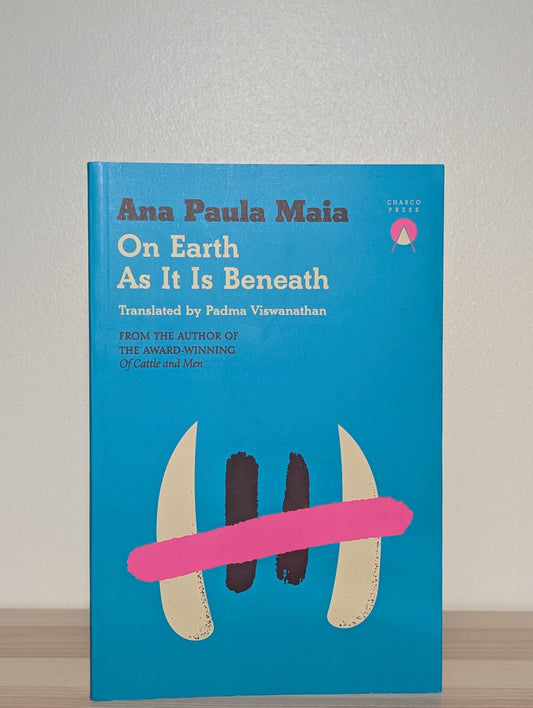 Ana Paula Maia
CHARCO
PRESS
On Earth
As It Is Beneath
Translated by Padma Viswanathan
FROM THE AUTHOR OF
THE AWARD-WINNING
Of Cattle and Men